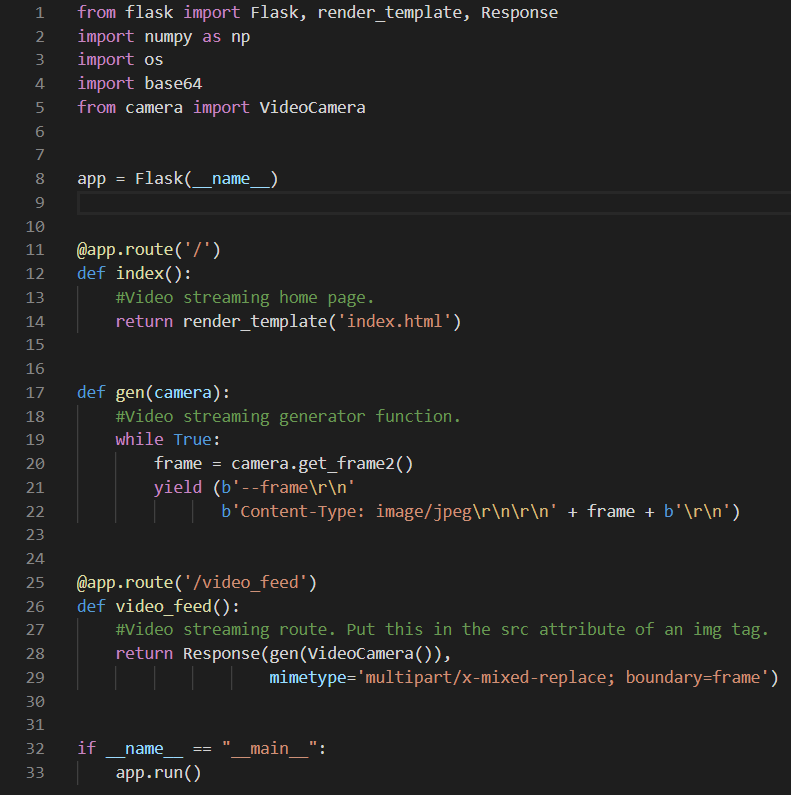 1 from flask import Flask, render_template, Response
2 import numpy as np
3 import os
4 import base64
5 from camera import VideoCamera
6
7
8 app = Flask(__name__)
9
10
11 @app.route('/')
12 def index():
13     #Video streaming home page.
14     return render_template('index.html')
15
16
17 def gen(camera):
18     #Video streaming generator function.
19     while True:
20         frame = camera.get_frame2()
21         yield (b'--frame\r\n'
22                b'Content-Type: image/jpeg\r\n\r\n' + frame + b'\r\n')
23
24
25 @app.route('/video_feed')
26 def video_feed():
27     #Video streaming route. Put this in the src attribute of an img tag.
28     return Response(gen(VideoCamera()),
29                     mimetype='multipart/x-mixed-replace; boundary=frame')
30
31
32 if __name__ == "__main__":
33     app.run()